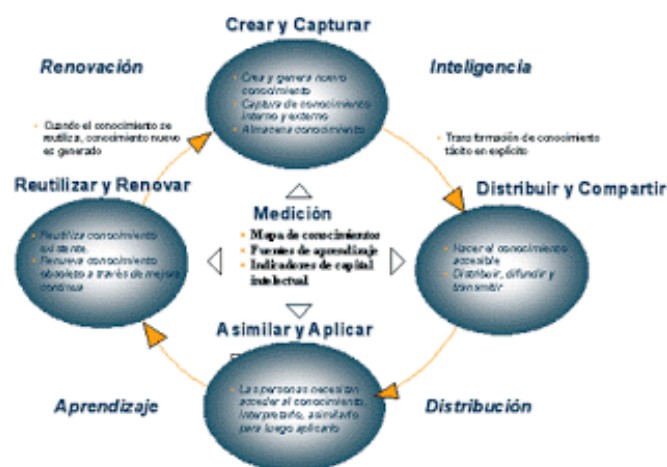 Crear y Capturar
Renovación
Inteligencia
Crea y genera nuevo
conocimiento
Captura de conocimiento
interno y externo
Almacena conocimiento
Cuando el conocimiento se
reutiliza, conocimiento nuevo
es generado
Transformación de conocimiento
tácito en explícito
Reutilizar y Renovar
Distribuir y Compartir
Medición
Mapa de conocimientos
Fuentes de aprendizaje
Indicadores de capital
intelectual
Reutiliza conocimiento
existente.
Renueva conocimiento
obsoleto a través de mejora
continua
Hacer el conocimiento
accesible
Distribuir, difundir y
transmitir
Asimilar y Aplicar
Las personas necesitan
acceder al conocimiento,
interpretarlo, asimilarlo
para luego aplicarlo
Aprendizaje
Distribución